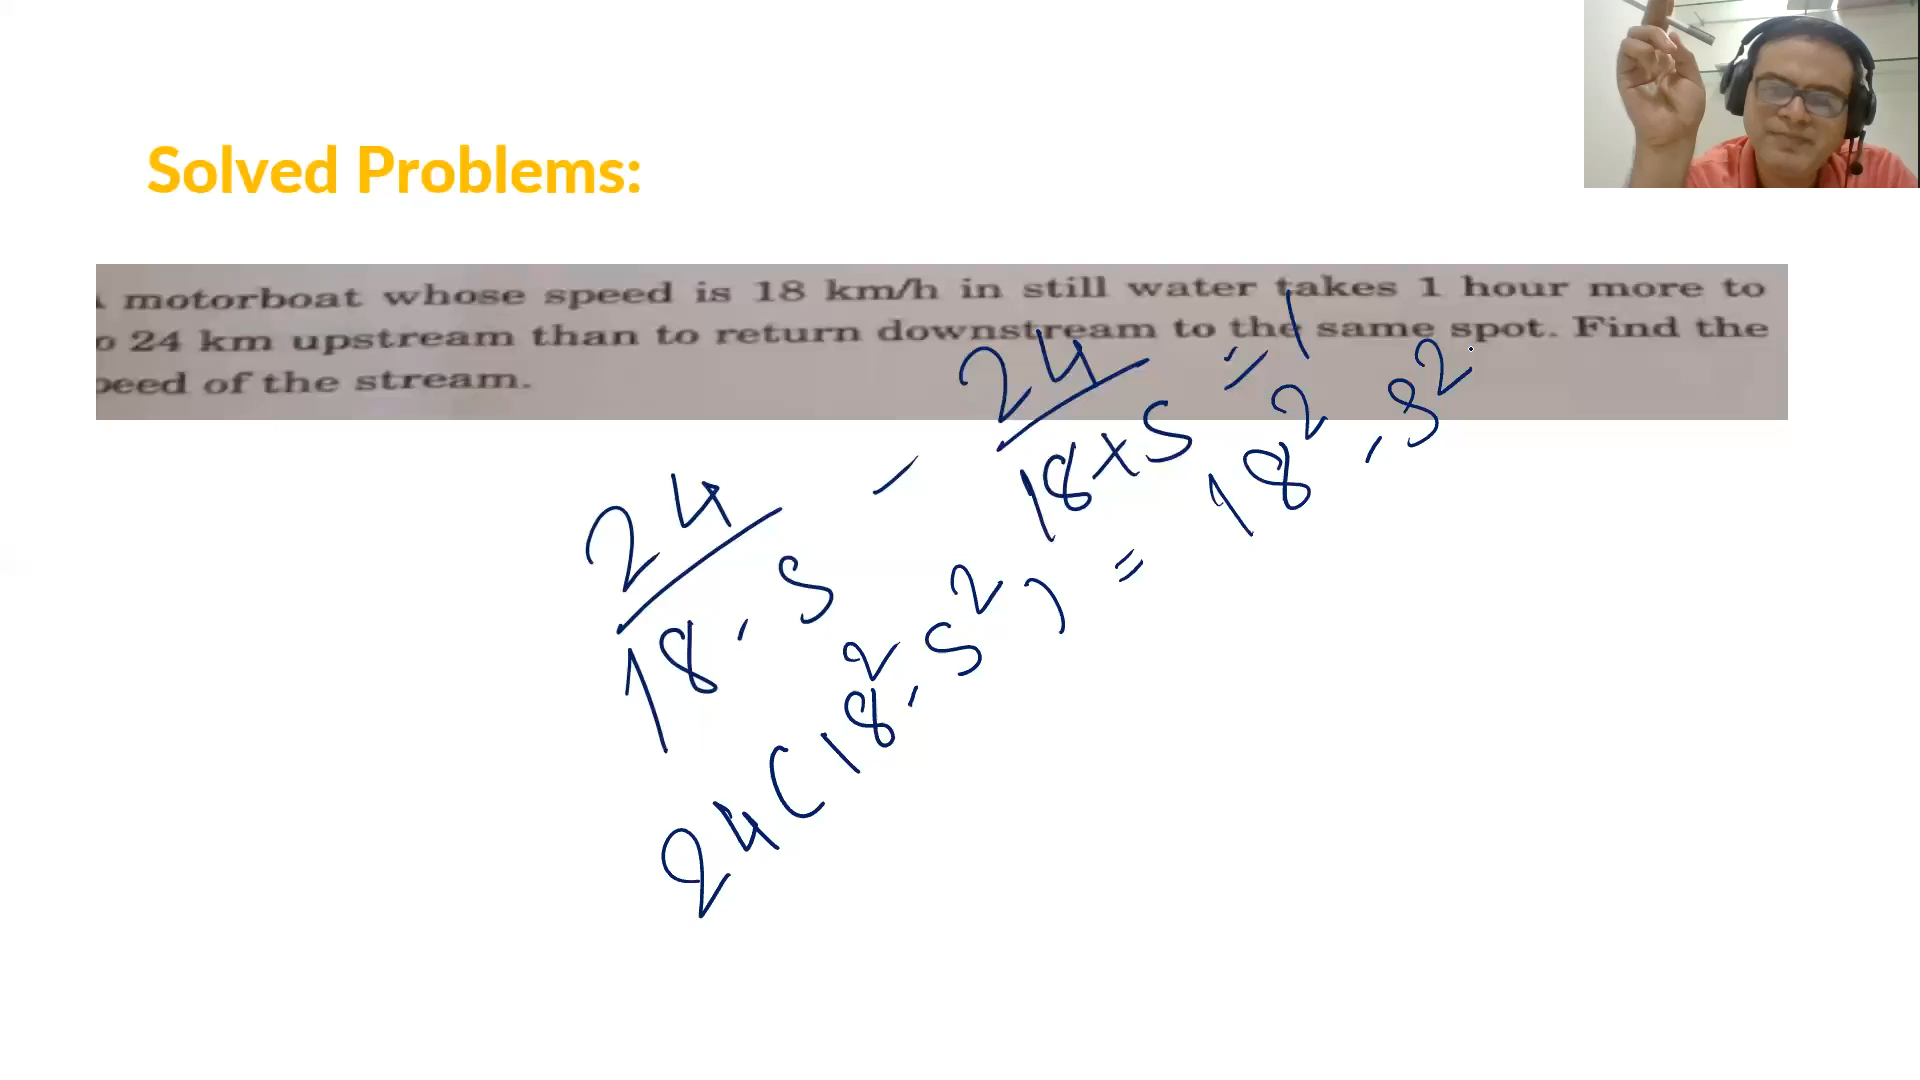 Solved Problems:
motorboat whose speed is 18 km/h in still water takes 1 hour more to
o 24 km upstream than to return downstream to the same spot. Find the
peed of the stream.
24/18-S - 24/18+S = 1
24(18²-S²) = 18²-S²